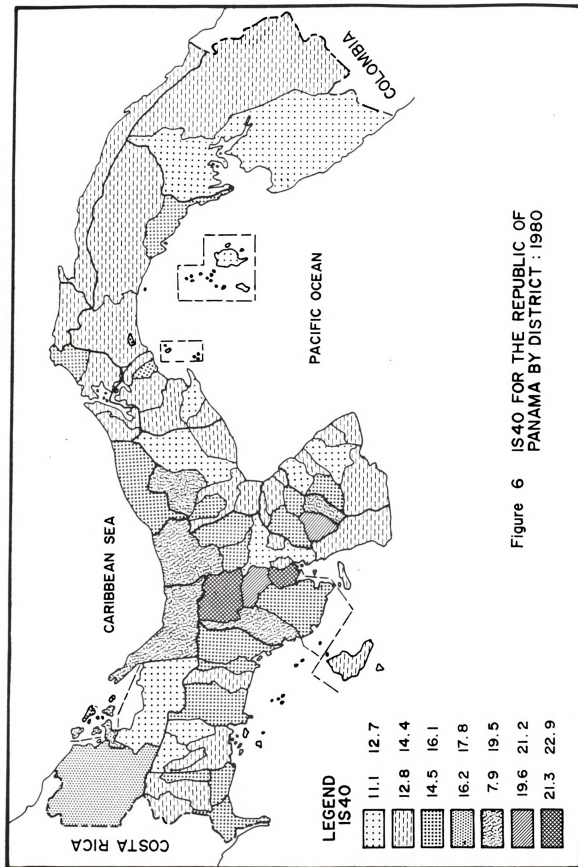 CARIBBEAN SEA
COSTA RICA
COLOMBIA
PACIFIC OCEAN
LEGEND
IS40
11.1 12.7
12.8 14.4
14.5 16.1
16.2 17.8
7.9 19.5
19.6 21.2
21.3 22.9
Figure 6 IS40 FOR THE REPUBLIC OF
PANAMA BY DISTRICT : 1980